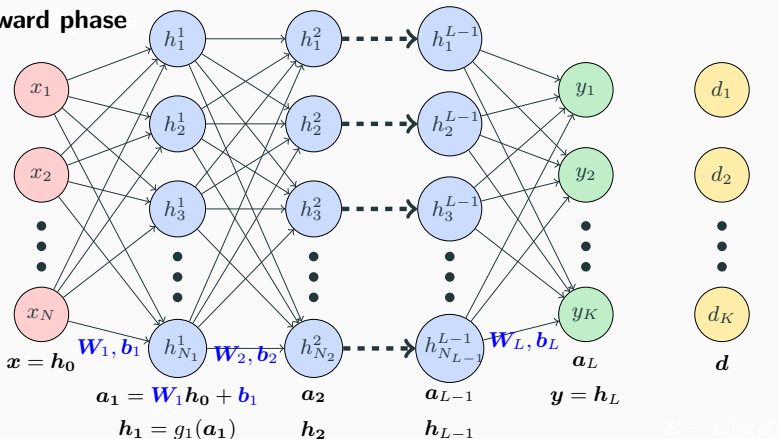 ward phase
x_1
x_2
x_N
h_1^1
h_2^1
h_3^1
h_{N_1}^1
h_1^2
h_2^2
h_3^2
h_{N_2}^2
h_1^{L-1}
h_2^{L-1}
h_3^{L-1}
h_{N_{L-1}}^{L-1}
y_1
y_2
y_K
d_1
d_2
d_K
W_1, b_1
W_2, b_2
W_L, b_L
x = h_0
a_1 = W_1 h_0 + b_1
h_1 = g_1(a_1)
a_2
h_2
a_{L-1}
h_{L-1}
a_L
y = h_L
d